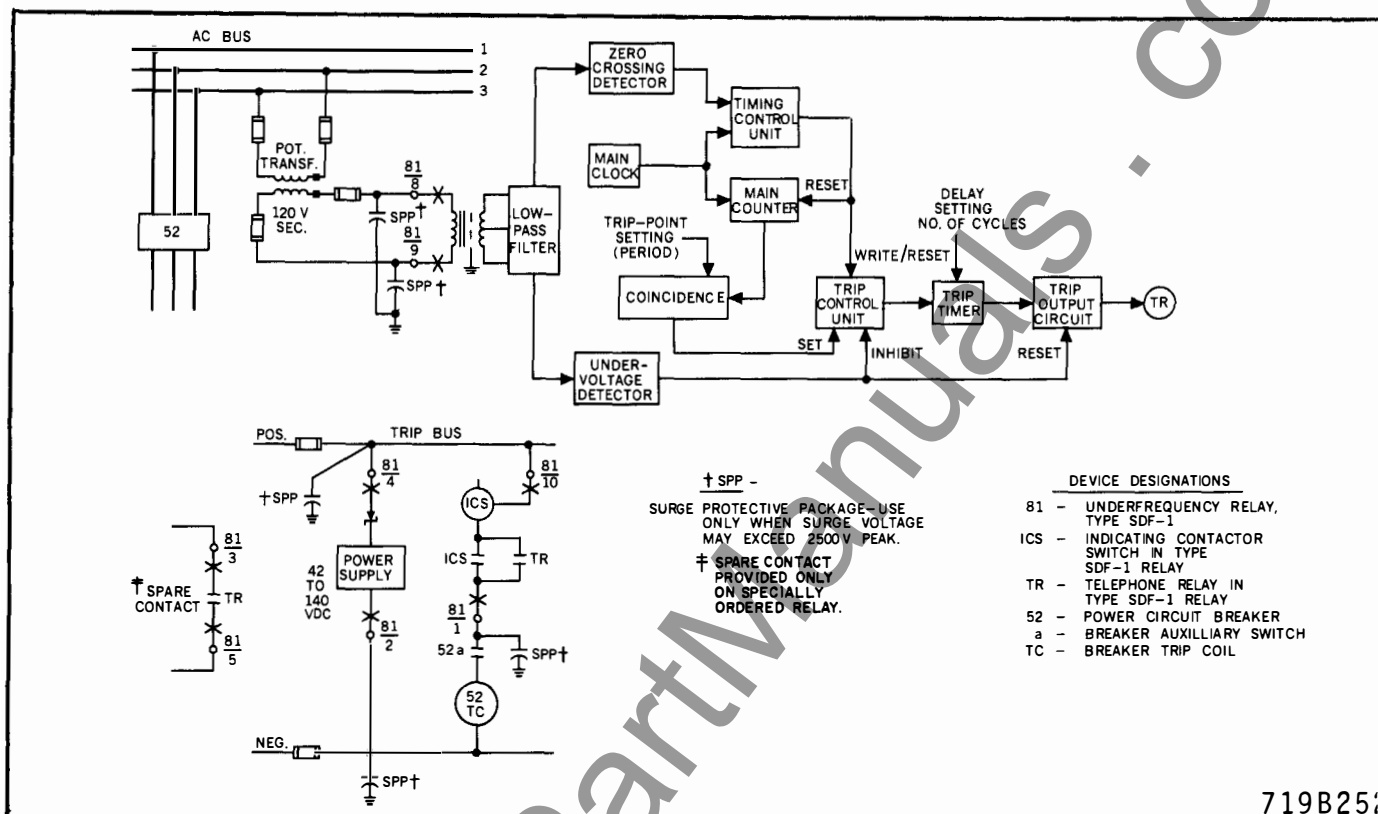 AC BUS
1
2
3
POT.
TRANSF.
120 V
SEC.
52
81
8
SPP†
81
9
SPP†
LOW-
PASS
FILTER
ZERO
CROSSING
DETECTOR
TIMING
CONTROL
UNIT
MAIN
CLOCK
MAIN
COUNTER
RESET
TRIP-POINT
SETTING
(PERIOD)
COINCIDENCE
DELAY
SETTING
NO. OF CYCLES
WRITE/RESET
TRIP
CONTROL
UNIT
TRIP
TIMER
TRIP
OUTPUT
CIRCUIT
TR
SET
INHIBIT
RESET
UNDER-
VOLTAGE
DETECTOR
POS.
TRIP BUS
†SPP
81
4
81
10
ICS
ICS
TR
81
3
‡ SPARE
CONTACT
TR
81
5
42
TO
140
VDC
POWER
SUPPLY
81
2
81
1
52a
SPP†
52
TC
NEG.
SPP†
† SPP -
SURGE PROTECTIVE PACKAGE-USE
ONLY WHEN SURGE VOLTAGE
MAY EXCEED 2500V PEAK.
‡ SPARE CONTACT
PROVIDED ONLY
ON SPECIALLY
ORDERED RELAY.
DEVICE DESIGNATIONS
81 - UNDERFREQUENCY RELAY,
TYPE SDF-1
ICS - INDICATING CONTACTOR
SWITCH IN TYPE
SDF-1 RELAY
TR - TELEPHONE RELAY IN
TYPE SDF-1 RELAY
52 - POWER CIRCUIT BREAKER
a - BREAKER AUXILLIARY SWITCH
TC - BREAKER TRIP COIL
719B252
artManuals . co